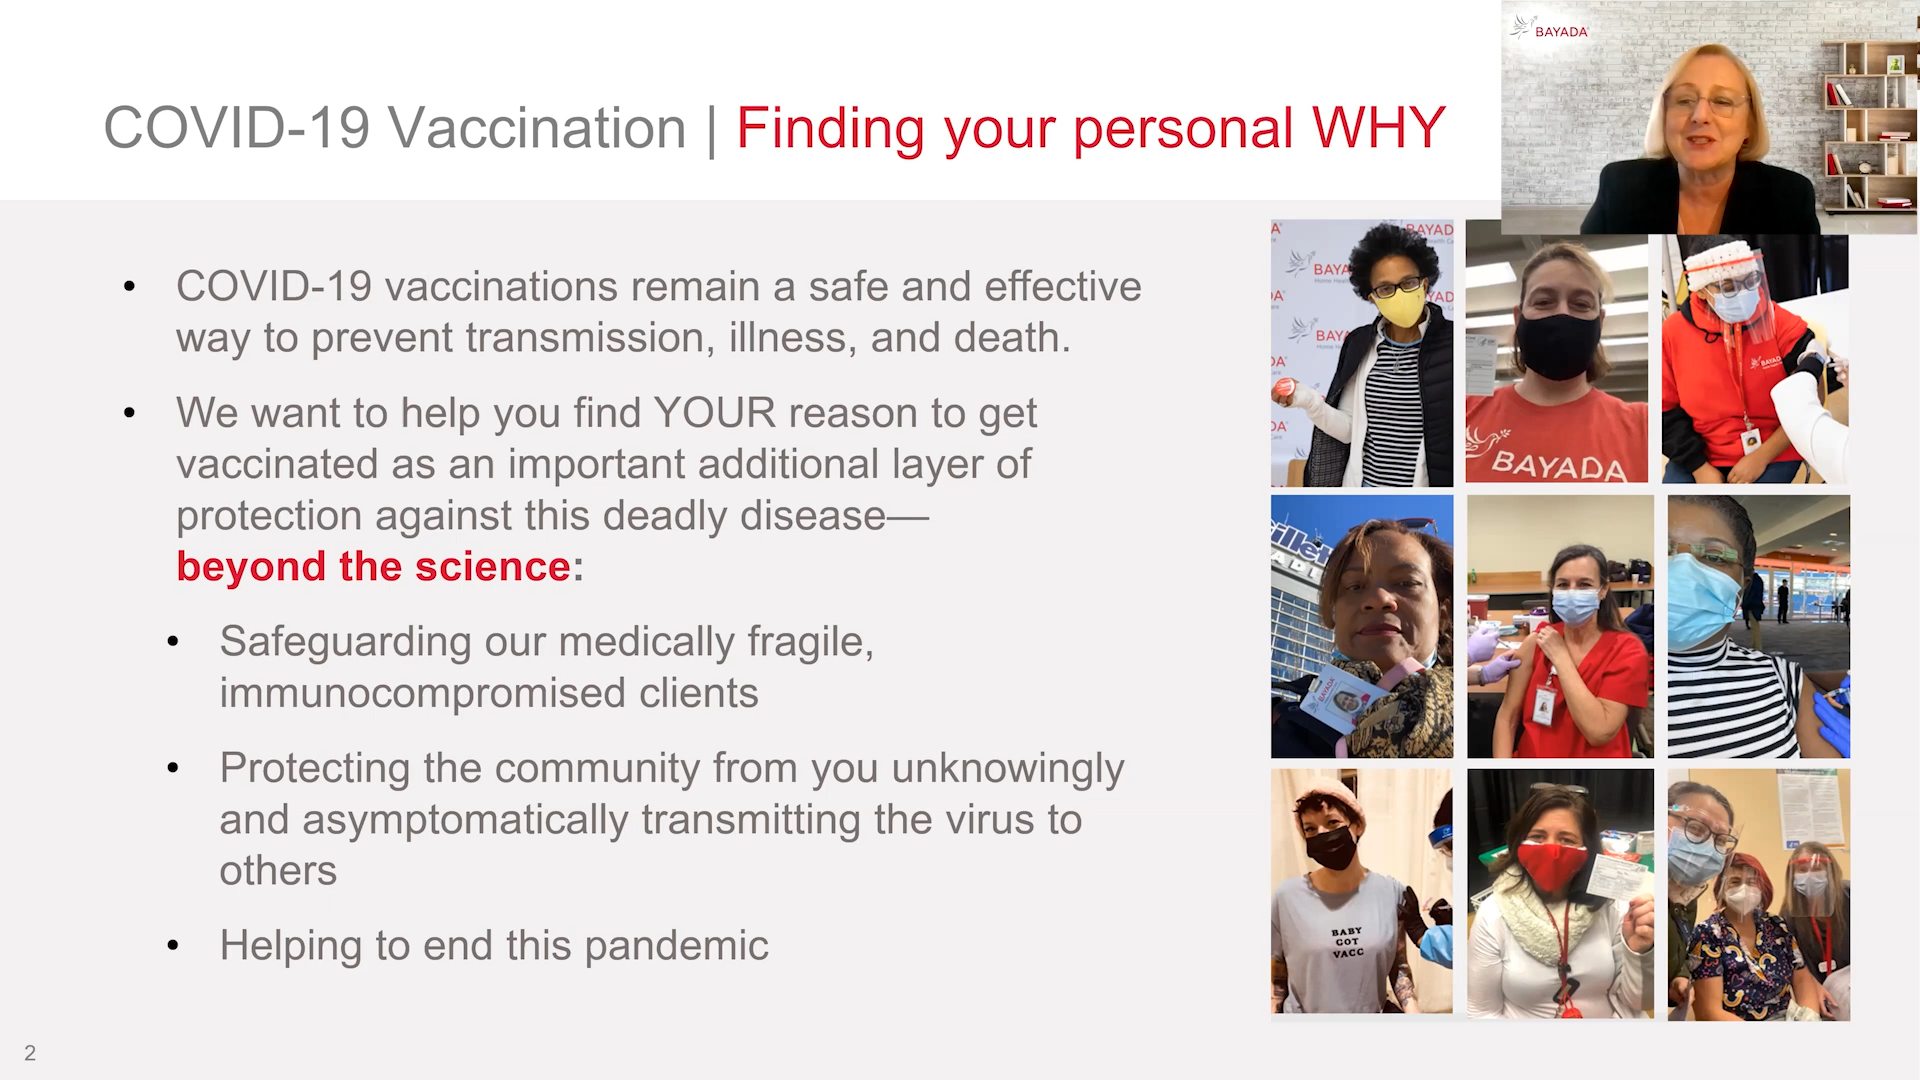 BAYADA
COVID-19 Vaccination | Finding your personal WHY
• COVID-19 vaccinations remain a safe and effective
way to prevent transmission, illness, and death.
• We want to help you find YOUR reason to get
vaccinated as an important additional layer of
protection against this deadly disease—
beyond the science:
• Safeguarding our medically fragile,
immunocompromised clients
• Protecting the community from you unknowingly
and asymptomatically transmitting the virus to
others
• Helping to end this pandemic
BAYADA
BAYADA
BABY
GOT
VACC
2